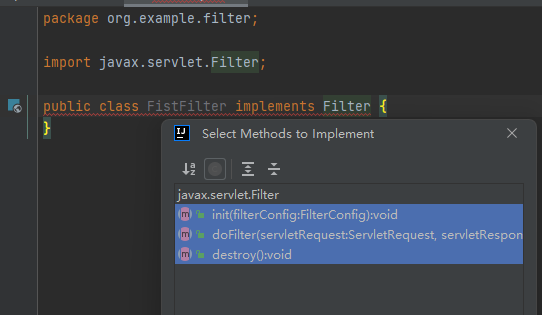 package org.example.filter;
import javax.servlet.Filter;
public class FistFilter implements Filter {
}
IJ Select Methods to Implement
javax.servlet.Filter
m init(filterConfig:FilterConfig):void
m doFilter(servletRequest:ServletRequest, servletRespon
m destroy():void